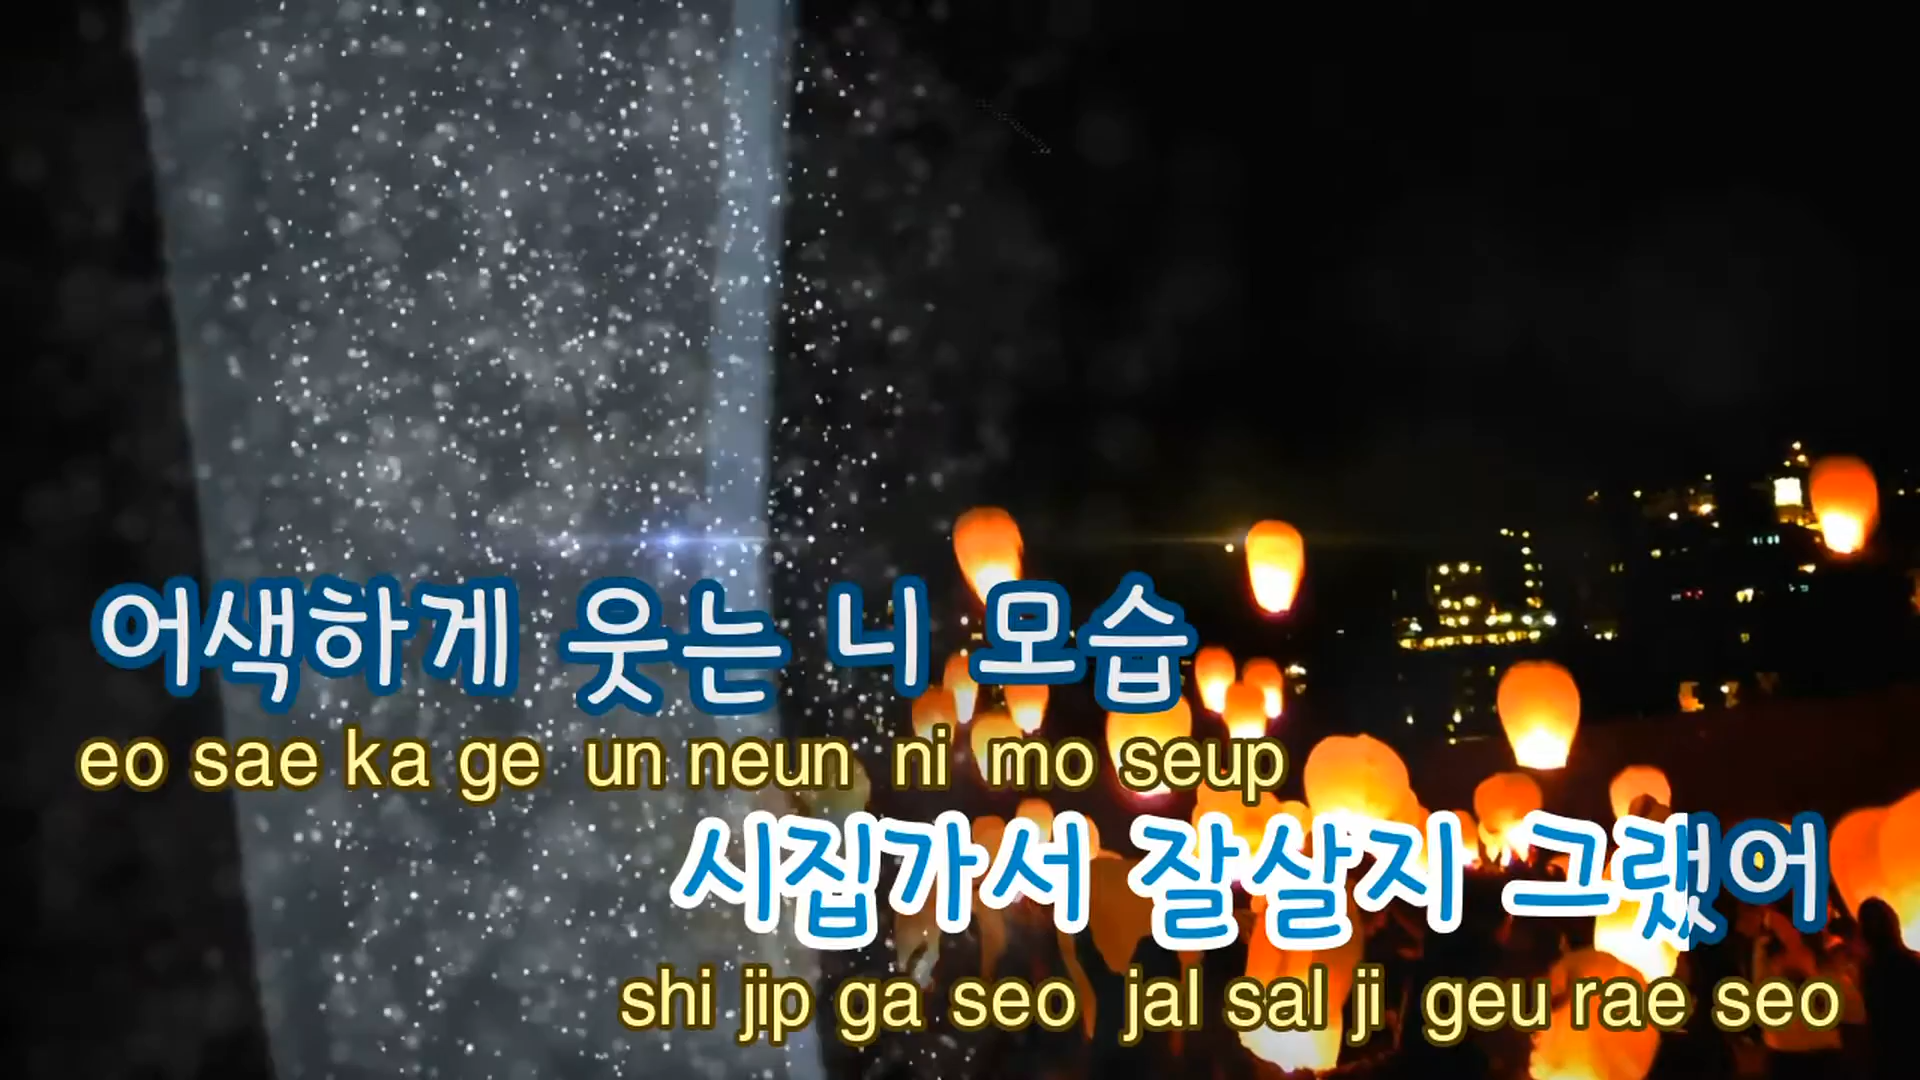 어색하게 웃는 니 모습
eo sae ka ge un neun ni mo seup
시집가서 잘살지 그랬어
shi jip ga seo jal sal ji geu rae seo